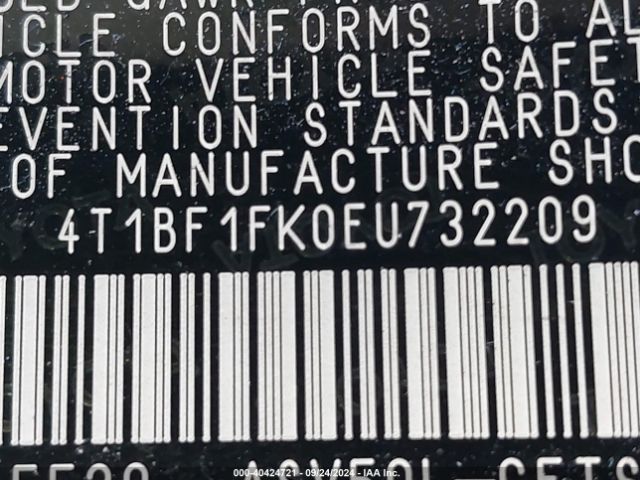 ICLE CONFORMS TO AL
MOTOR VEHICLE SAFET
EVENTION STANDARDS
OF MANUFACTURE SHO
4T1BF1FK0EU732209
000-40424721 - 09/24/2024 - IAA Inc.